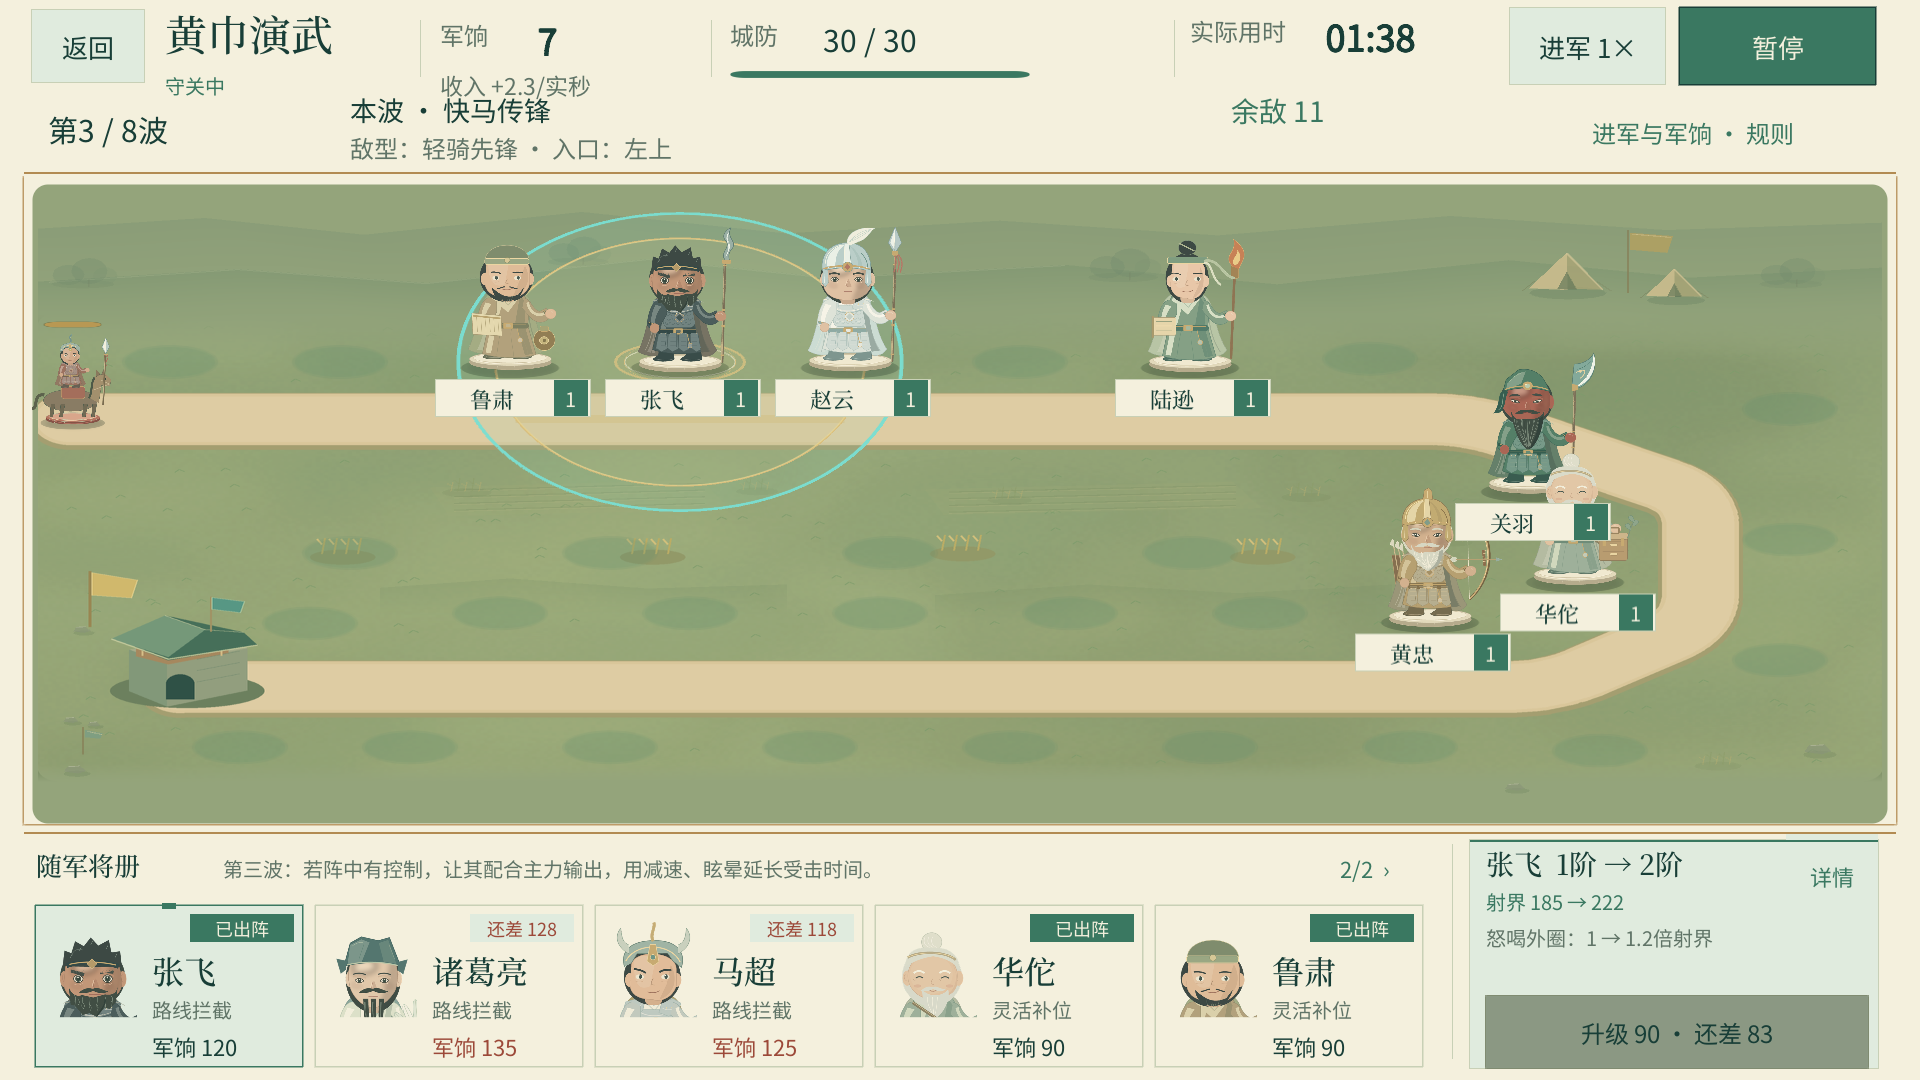 返回
黄巾演武
守关中
军饷 7
收入 +2.3/实秒
城防 30 / 30
实际用时 01:38
进军 1×
暂停
第3 / 8波
本波 · 快马传锋
敌型：轻骑先锋 · 入口：左上
余敌 11
进军与军饷 · 规则
鲁肃 1
张飞 1
赵云 1
陆逊 1
关羽 1
华佗 1
黄忠 1
随军将册
第三波：若阵中有控制，让其配合主力输出，用减速、眩晕延长受击时间。
2/2 ›
已出阵
张飞
路线拦截
军饷 120
还差 128
诸葛亮
路线拦截
军饷 135
还差 118
马超
路线拦截
军饷 125
已出阵
华佗
灵活补位
军饷 90
已出阵
鲁肃
灵活补位
军饷 90
张飞 1阶 → 2阶
详情
射界 185 → 222
怒喝外圈：1 → 1.2倍射界
升级 90 · 还差 83